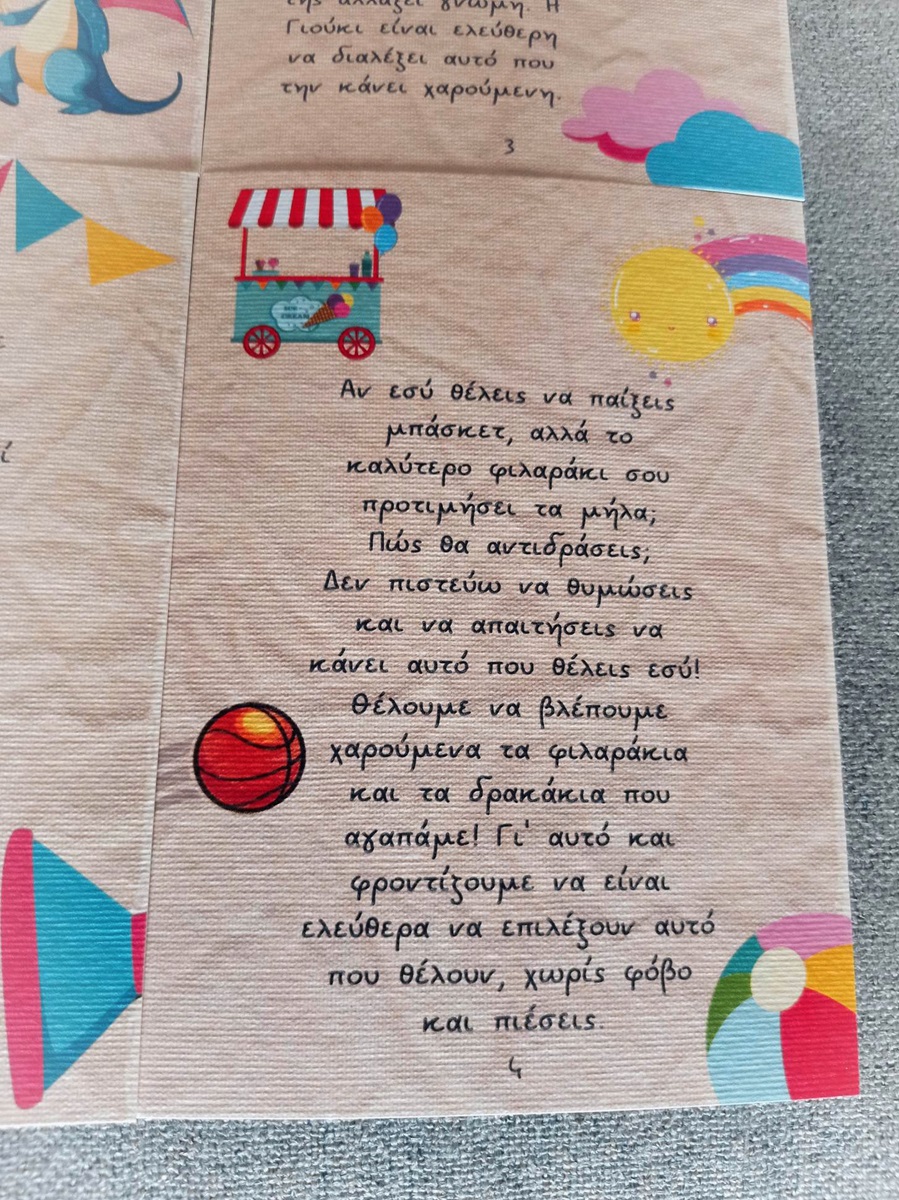 της αλλάξει γνώμη. Η
Γιούκι είναι ελεύθερη
να διαλέξει αυτό που
την κάνει χαρούμενη.
3
ICE
CREAM
Αν εσύ θέλεις να παίξεις
μπάσκετ, αλλά το
καλύτερο φιλαράκι σου
προτιμήσει τα μήλα;
Πώς θα αντιδράσεις;
Δεν πιστεύω να θυμώσεις
και να απαιτήσεις να
κάνει αυτό που θέλεις εσύ!
Θέλουμε να βλέπουμε
χαρούμενα τα φιλαράκια
και τα δρακάκια που
αγαπάμε! Γι' αυτό και
φροντίζουμε να είναι
ελεύθερα να επιλέξουν αυτό
που θέλουν, χωρίς φόβο
και πιέσεις.
4